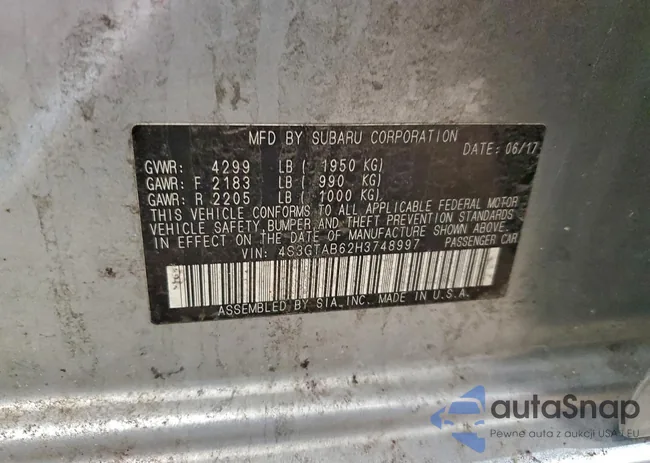 MFD BY SUBARU CORPORATION
DATE: 06/17
GVWR: 4299 LB ( 1950 KG)
GAWR: F 2183 LB ( 990 KG)
GAWR: R 2205 LB ( 1000 KG)
THIS VEHICLE CONFORMS TO ALL APPLICABLE FEDERAL MOTOR
VEHICLE SAFETY, BUMPER, AND THEFT PREVENTION STANDARDS
IN EFFECT ON THE DATE OF MANUFACTURE SHOWN ABOVE.
VIN: 4S3GTAB62H3748997 PASSENGER CAR
ASSEMBLED BY SIA, INC. MADE IN U.S.A.
autaSnap
Pewne auta z aukcji USA i EU